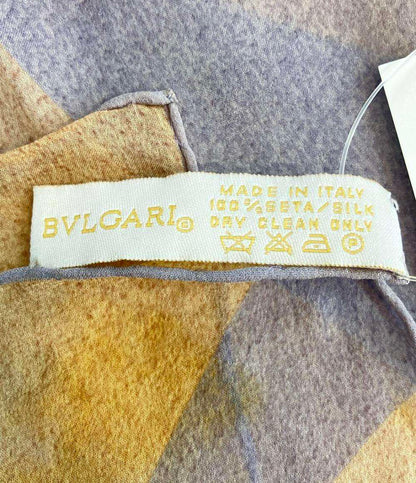 BVLGARI©
MADE IN ITALY
100% SETA/SILK
DRY CLEAN ONLY